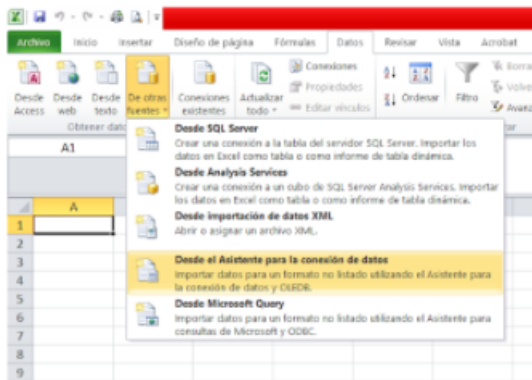 Archivo Inicio Insertar Diseño de página Fórmulas Datos Revisar Vista Acrobat
Desde Access
Desde web
Desde texto
De otras fuentes
Conexiones existentes
Actualizar todo
Conexiones
Propiedades
Editar vínculos
Ordenar
Filtro
Borra
Volve
Avanz
Obtener dato
A1
Desde SQL Server
Crear una conexión a la tabla del servidor SQL Server. Importar los
datos en Excel como tabla o como informe de tabla dinámica.
Desde Analysis Services
Crear una conexión a un cubo de SQL Server Analysis Services. Importar
los datos en Excel como tabla o como informe de tabla dinámica.
Desde importación de datos XML
Abrir o asignar un archivo XML.
Desde el Asistente para la conexión de datos
Importar datos para un formato no listado utilizando el Asistente para
la conexión de datos y OLEDB.
Desde Microsoft Query
Importar datos para un formato no listado utilizando el Asistente para
consultas de Microsoft y ODBC.
A
1
2
3
4
5
6
7
8
9